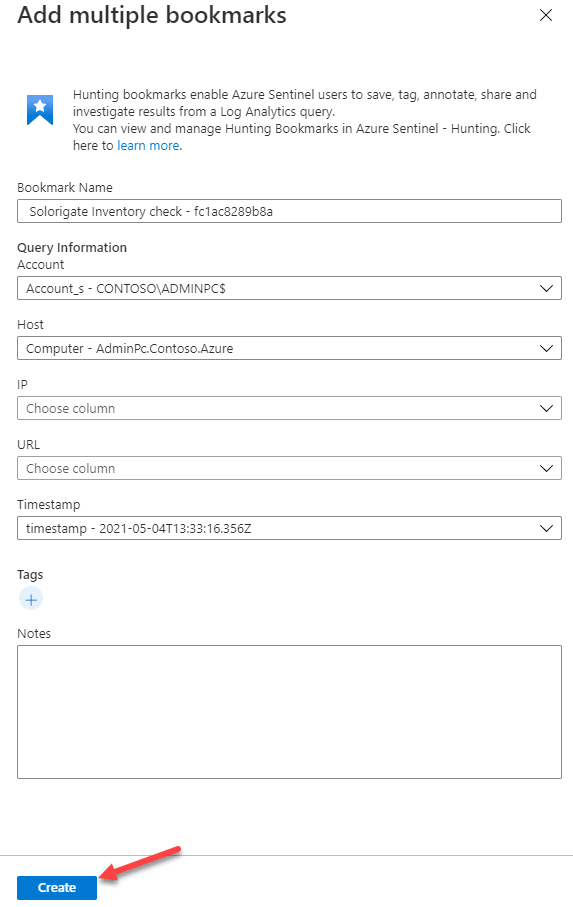 Add multiple bookmarks
Hunting bookmarks enable Azure Sentinel users to save, tag, annotate, share and
investigate results from a Log Analytics query.
You can view and manage Hunting Bookmarks in Azure Sentinel - Hunting. Click
here to learn more.
Bookmark Name
Solorigate Inventory check - fc1ac8289b8a
Query Information
Account
Account_s - CONTOSO\ADMINPC$
Host
Computer - AdminPc.Contoso.Azure
IP
Choose column
URL
Choose column
Timestamp
timestamp - 2021-05-04T13:33:16.356Z
Tags
Notes
Create